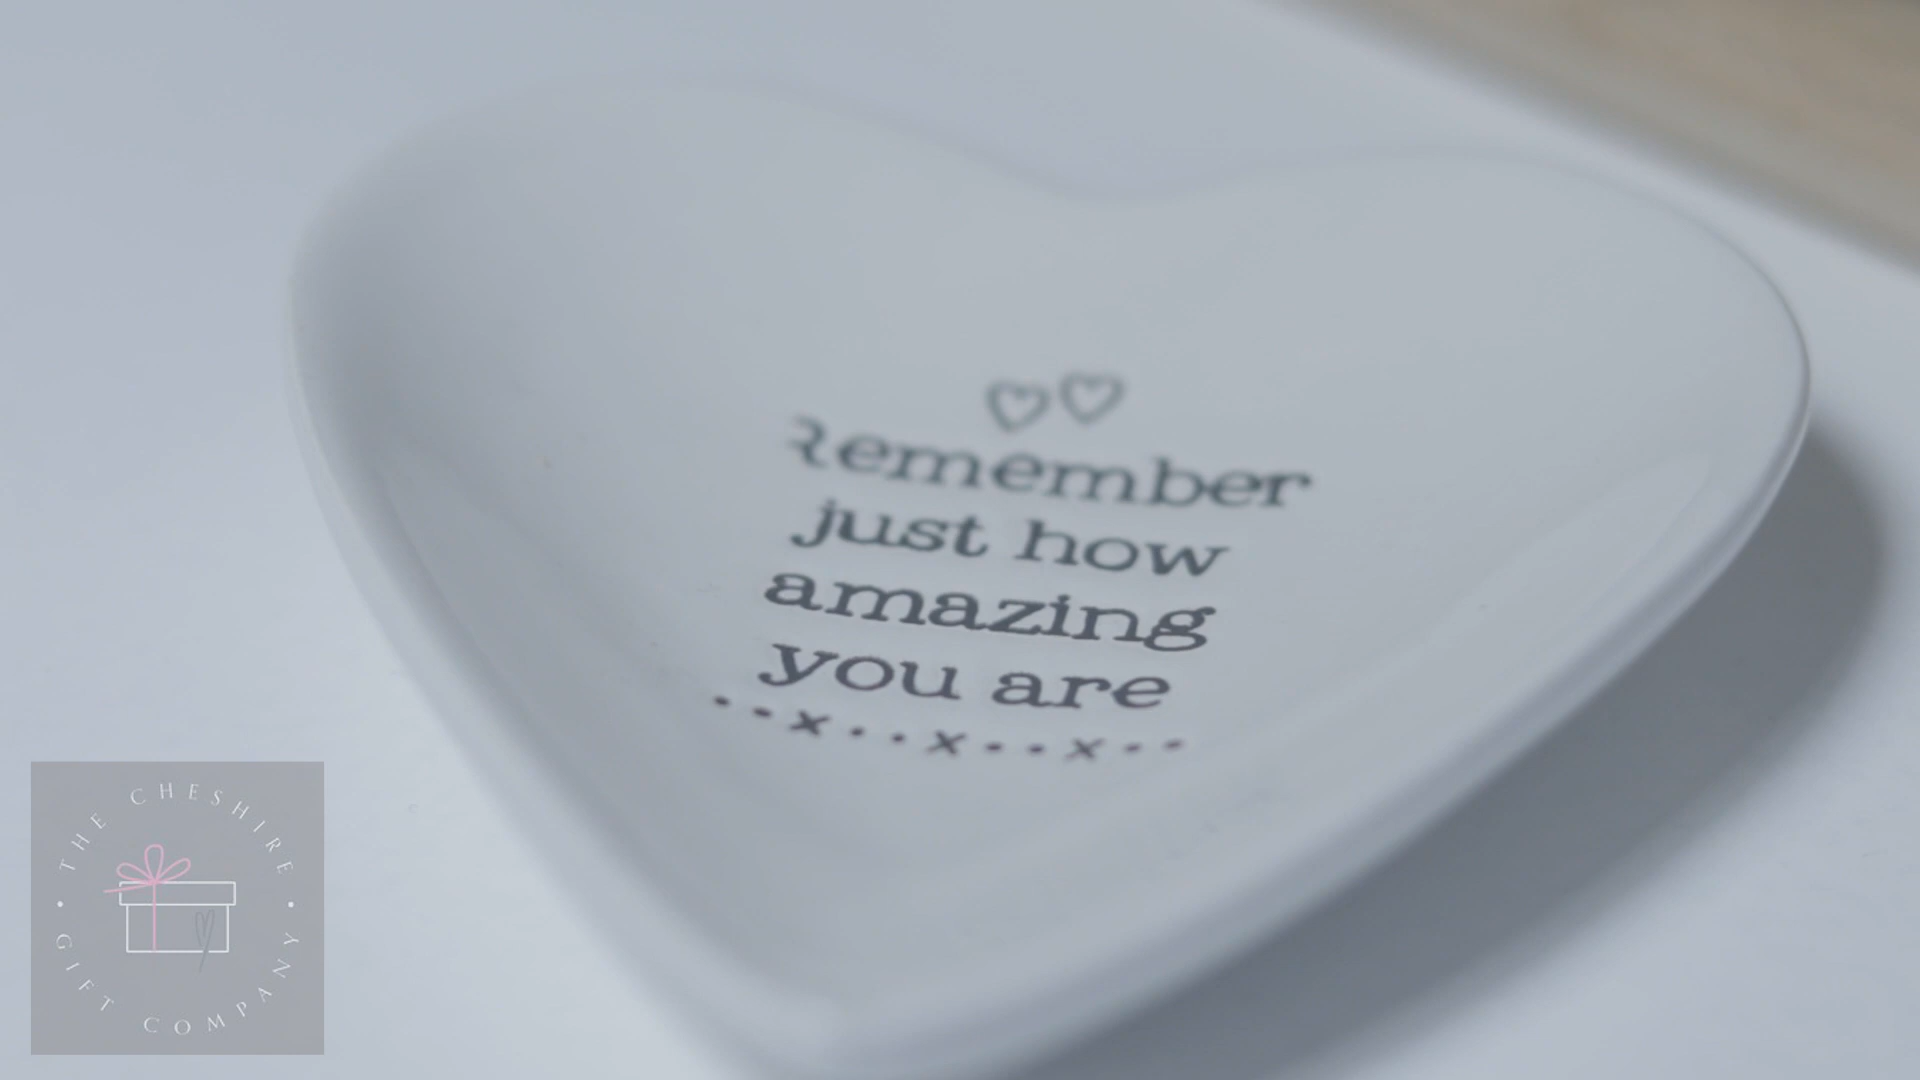 Remember
just how
amazing
you are
••x••x••x••
THE CHESHIRE
GIFT COMPANY